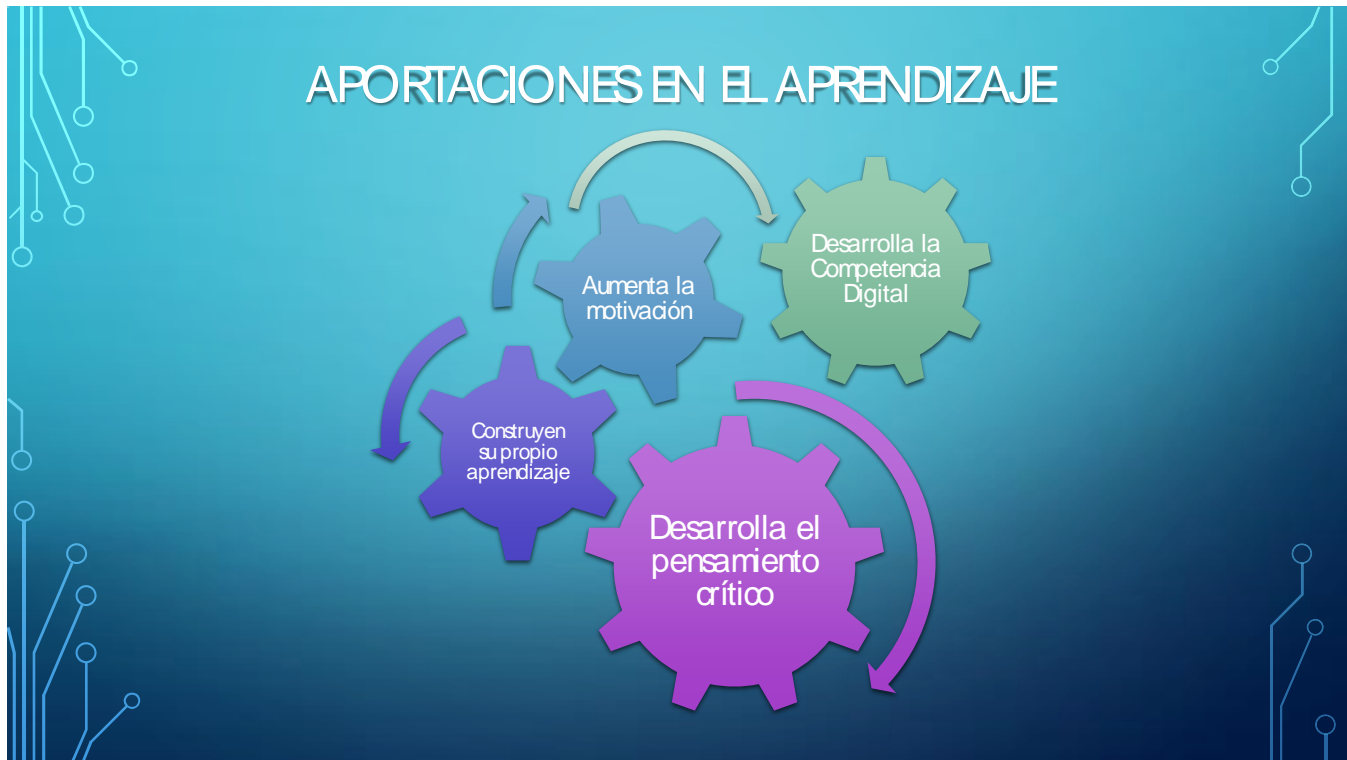 APORTACIONES EN EL APRENDIZAJE
Aumenta la
motivación
Desarrolla la
Competencia
Digital
Construyen
su propio
aprendizaje
Desarrolla el
pensamiento
crítico